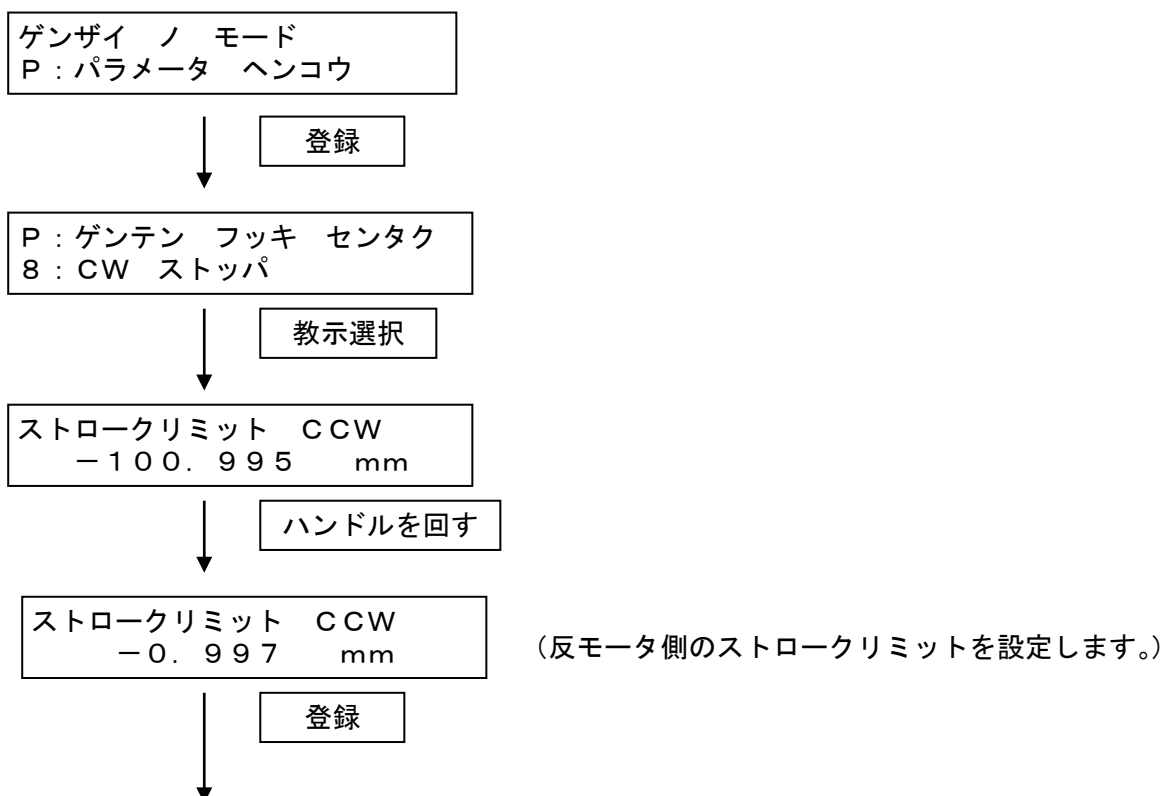 ゲンザイ　ノ　モード
Ｐ：パラメータ　ヘンコウ
登録
Ｐ：ゲンテン　フッキ　センタク
８：ＣＷ　ストッパ
教示選択
ストロークリミット　ＣＣＷ
－１００．９９５　ｍｍ
ハンドルを回す
ストロークリミット　ＣＣＷ
－０．９９７　ｍｍ
（反モータ側のストロークリミットを設定します。）
登録